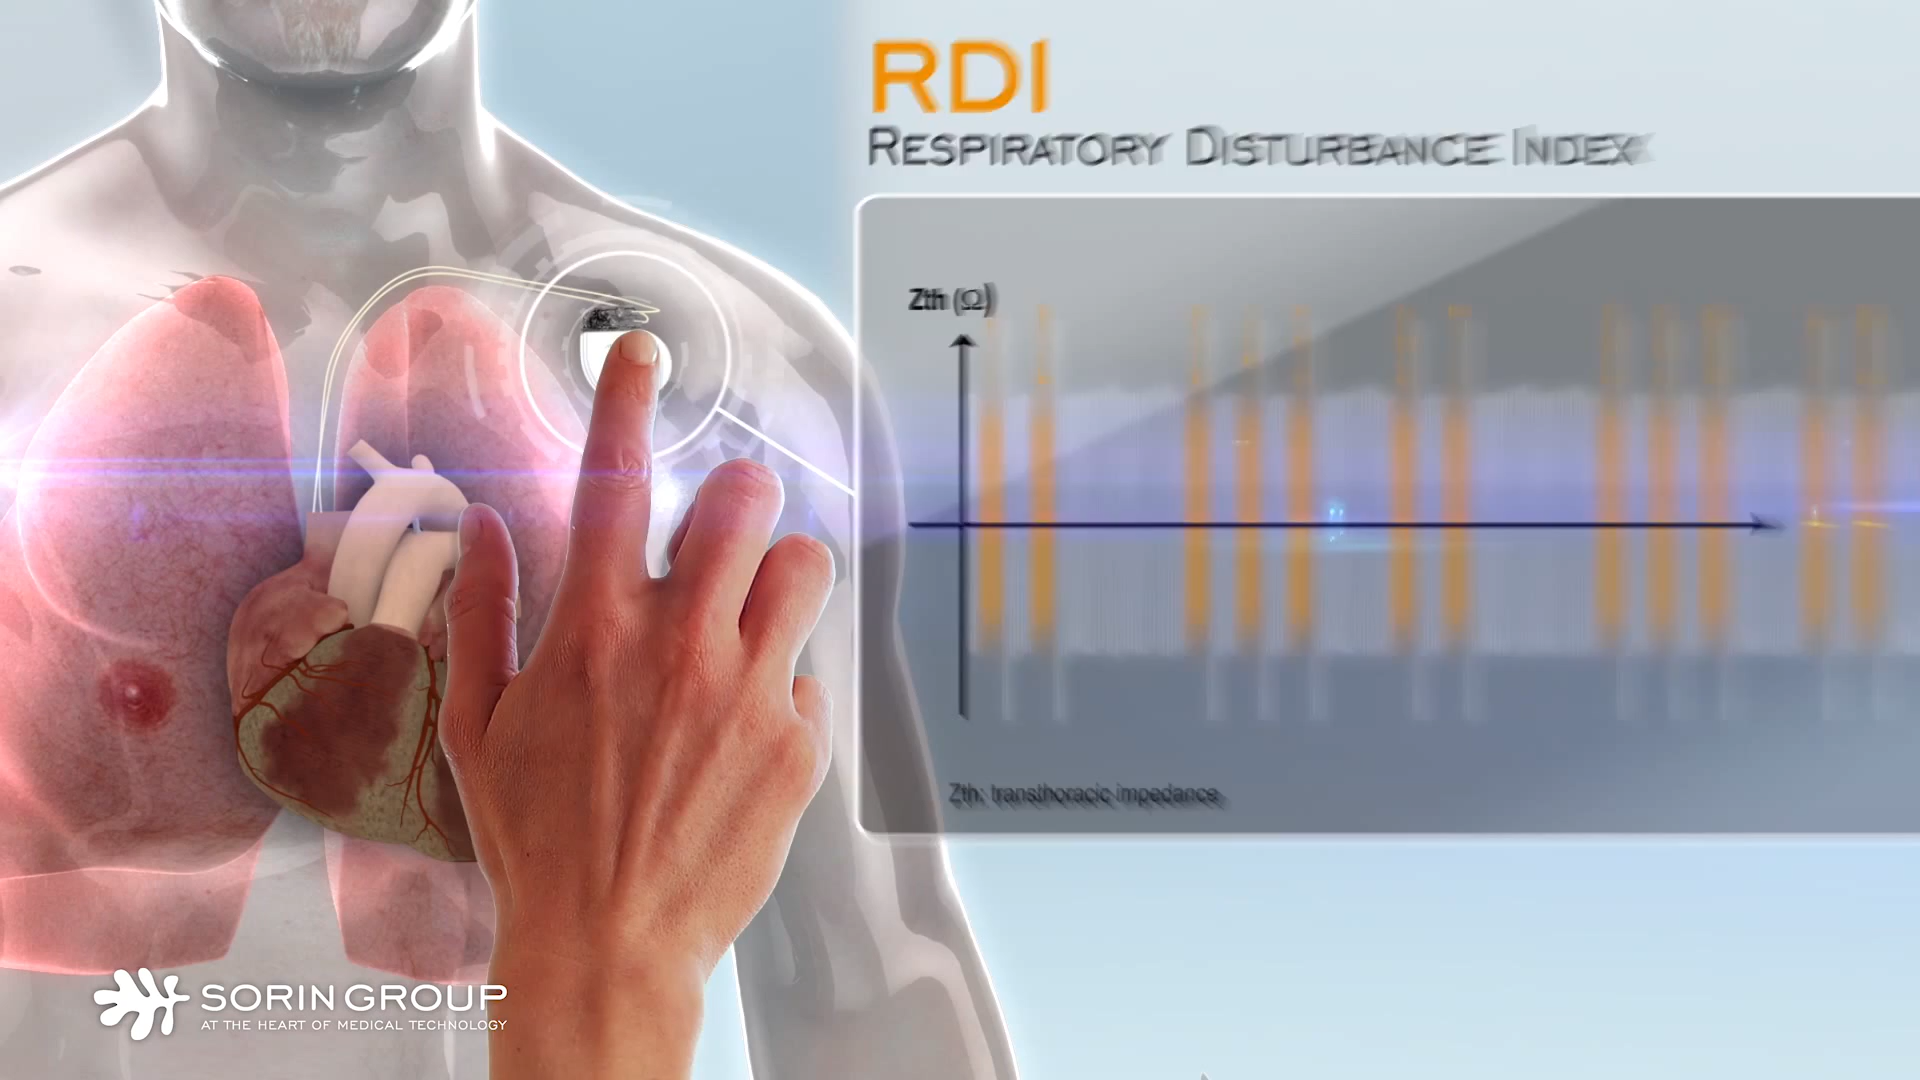 RDI
RESPIRATORY DISTURBANCE INDEX
Zth (Ω)
Zth: transthoracic impedance
SORIN GROUP
AT THE HEART OF MEDICAL TECHNOLOGY